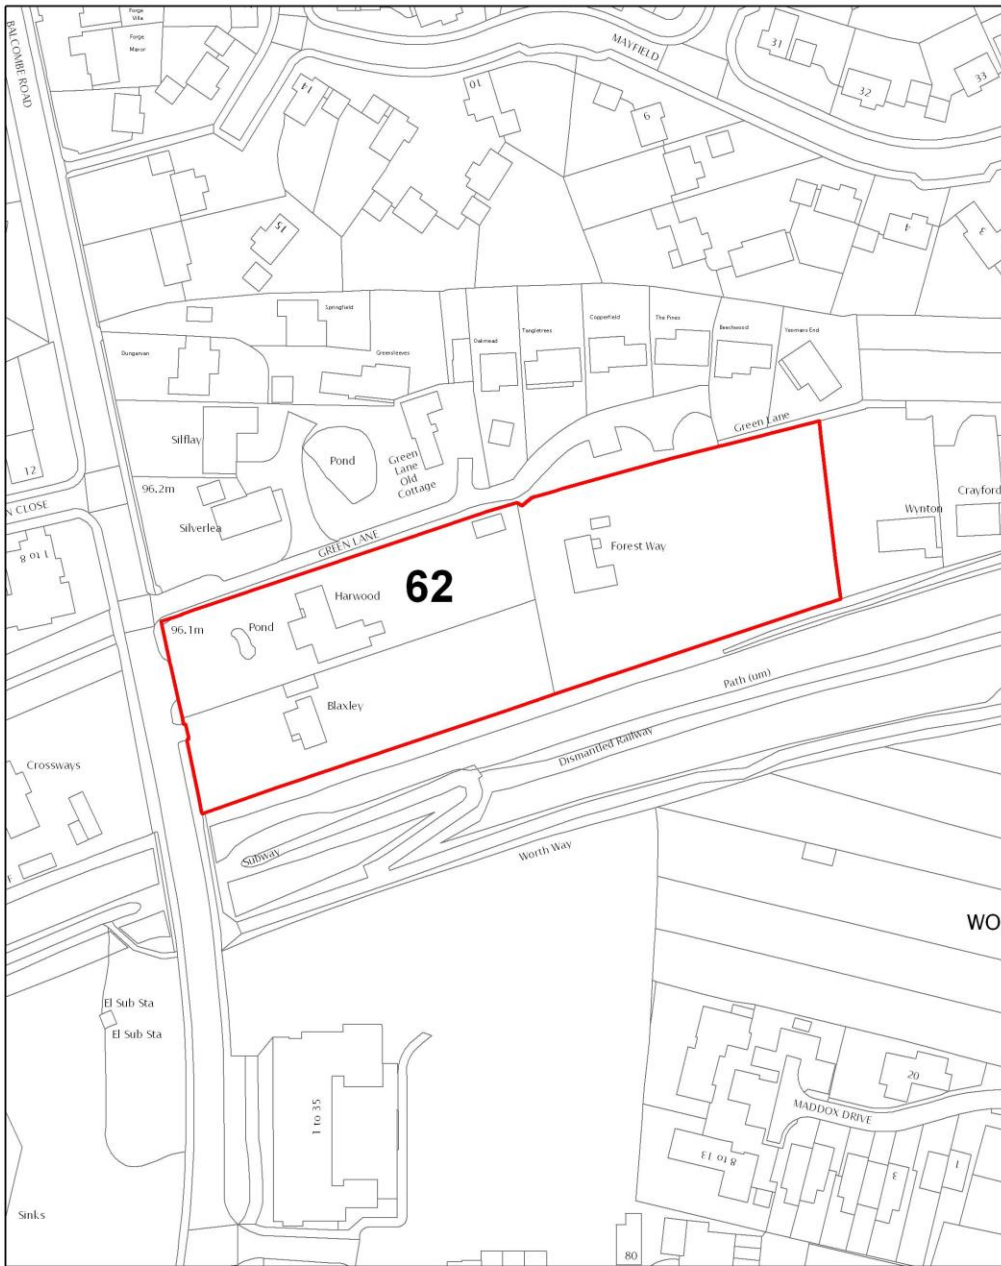 Forge
Villa
BALCOMBE ROAD
Forge
Manor
MAYFIELD
31
32
33
14
10
6
15
4
3
Springfield
Dungarvan
Greensleeves
Oakmead
Tangletrees
Copperfield
The Pines
Beechwood
Yeomans End
Green Lane
Silflay
Pond
Green
Lane
Old
Cottage
12
96.2m
Silverlea
N CLOSE
GREEN LANE
Wynton
Crayford
1 to 8
Forest Way
62
Harwood
96.1m
Pond
Blaxley
Path (um)
Dismantled Railway
Crossways
Subway
Worth Way
F
WO
El Sub Sta
El Sub Sta
1 to 35
20
MADDOX DRIVE
8 to 13
3
1
Sinks
80